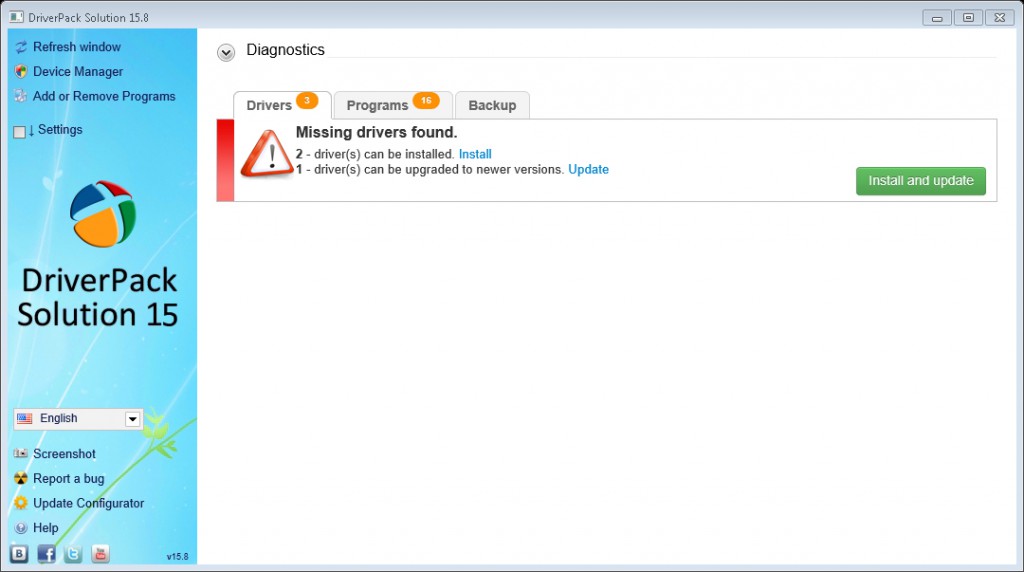 DriverPack Solution 15.8
Refresh window
Device Manager
Add or Remove Programs
↓ Settings
DriverPack
Solution 15
English
Screenshot
Report a bug
Update Configurator
Help
B f t You Tube
v15.8
Diagnostics
Drivers 3 Programs 16 Backup
Missing drivers found.
2 - driver(s) can be installed. Install
1 - driver(s) can be upgraded to newer versions. Update
Install and update